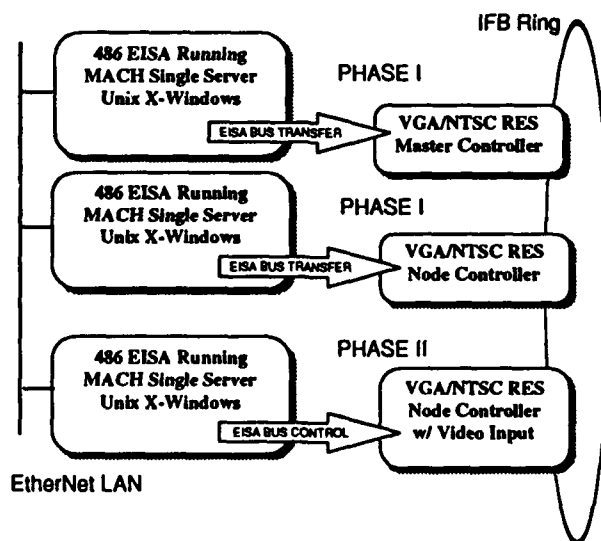 IFB Ring
486 EISA Running
MACH Single Server
Unix X-Windows
PHASE I
EISA BUS TRANSFER
VGA/NTSC RES
Master Controller
486 EISA Running
MACH Single Server
Unix X-Windows
PHASE I
EISA BUS TRANSFER
VGA/NTSC RES
Node Controller
486 EISA Running
MACH Single Server
Unix X-Windows
PHASE II
EISA BUS CONTROL
VGA/NTSC RES
Node Controller
w/ Video Input
EtherNet LAN